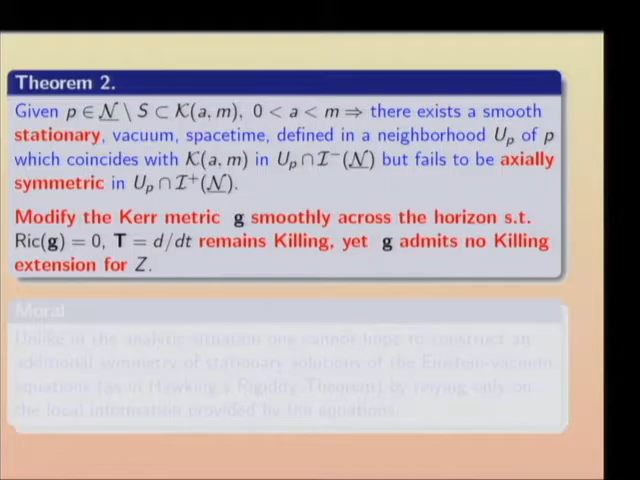 Theorem 2.
Given p ∈ 𝒩̲ \ S ⊂ 𝒦(a, m), 0 < a < m ⇒ there exists a smooth
stationary, vacuum, spacetime, defined in a neighborhood U_p of p
which coincides with 𝒦(a, m) in U_p ∩ ℐ⁻(𝒩̲) but fails to be axially
symmetric in U_p ∩ ℐ⁺(𝒩̲).
Modify the Kerr metric g smoothly across the horizon s.t.
Ric(g) = 0, T = d/dt remains Killing, yet g admits no Killing
extension for Z.
Moral
Unlike in the analytic situation one cannot hope to construct an
additional symmetry of stationary solutions of the Einstein-vacuum
equations (as in Hawking's Rigidity Theorem) by relying only on
the local information provided by the equations.